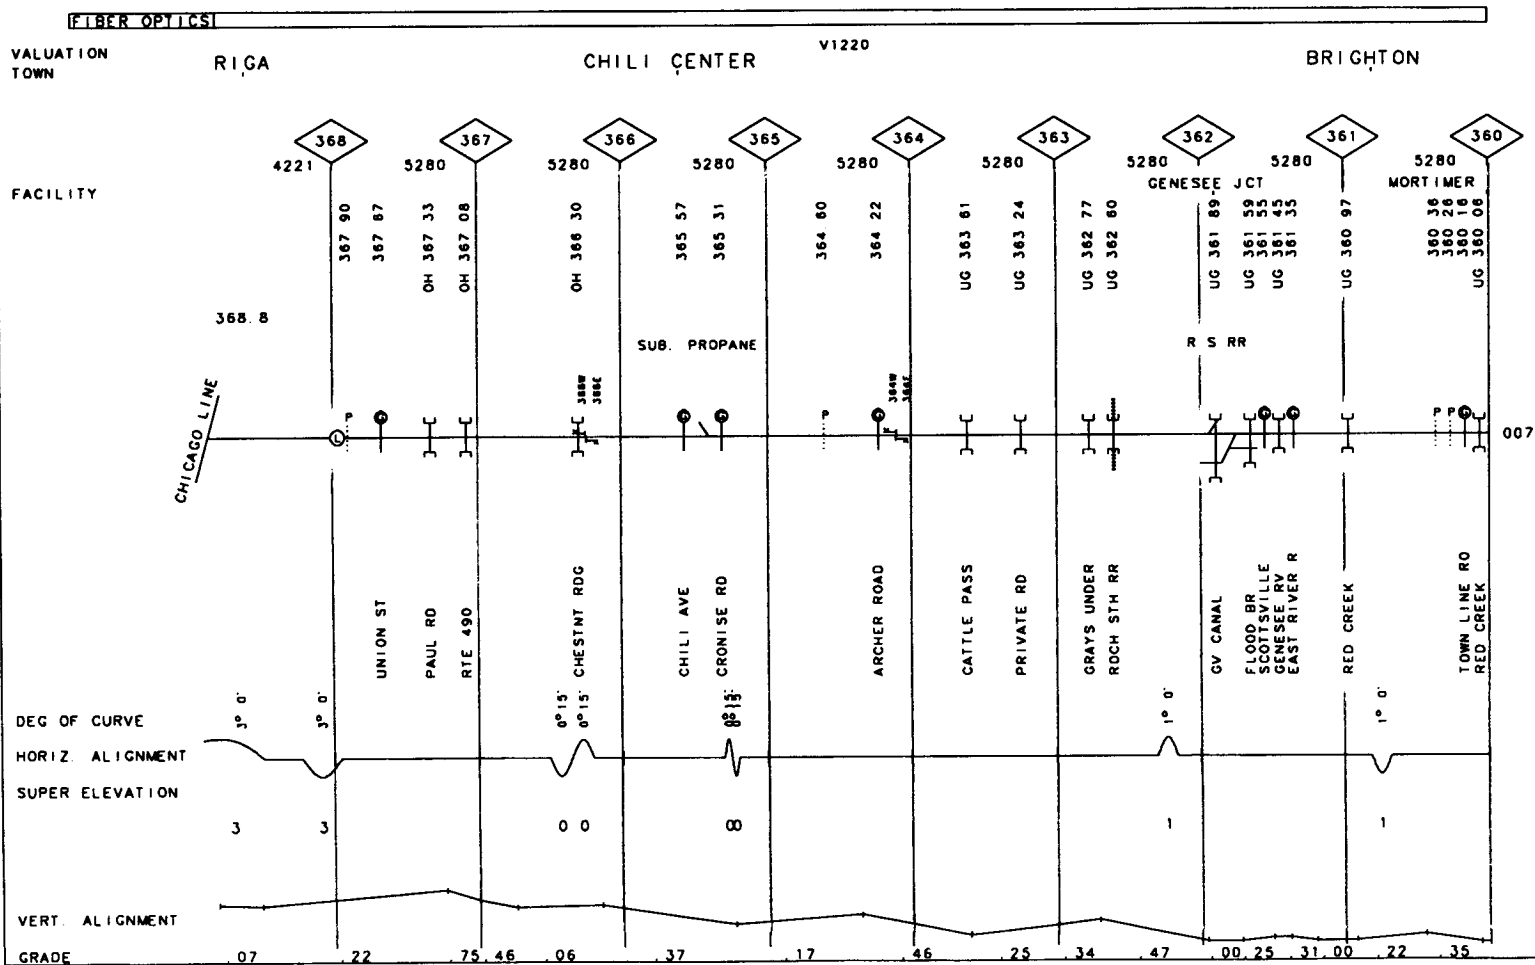 FIBER OPTICS
VALUATION
V1220
TOWN
RIGA
CHILI CENTER
BRIGHTON
368 367 366 365 364 363 362 361 360
4221 5280 5280 5280 5280 5280 5280 5280 5280
GENESEE JCT
MORTIMER
FACILITY
367 90
367 87
OH 367 33
OH 367 08
OH 366 30
365 57
365 31
364 60
364 22
UG 363 61
UG 363 24
UG 362 77
UG 362 60
UG 361 89
UG 361 59
361 55
UG 361 45
361 35
UG 360 97
360 36
360 26
360 16
UG 360 06
368.8
SUB. PROPANE
R S RR
366W
366E
364W
CHICAGO LINE
L
P
G
G
G
P
G
G
G
P P G
007
UNION ST
PAUL RD
RTE 490
CHESTNT RDG
CHILI AVE
CRONISE RD
ARCHER ROAD
CATTLE PASS
PRIVATE RD
GRAYS UNDER
ROCH STH RR
GV CANAL
FLOOD BR
SCOTTSVILLE
GENESEE RV
EAST RIVER R
RED CREEK
TOWN LINE RO
RED CREEK
DEG OF CURVE
3° 0'
3° 0'
0° 15'
0° 15'
0° 15'
1° 0'
1° 0'
HORIZ. ALIGNMENT
SUPER ELEVATION
3 3 0 0 00 1 1
VERT. ALIGNMENT
GRADE
.07 .22 .75 .46 .06 .37 .17 .46 .25 .34 .47 .00 .25 .31 .00 .22 .35